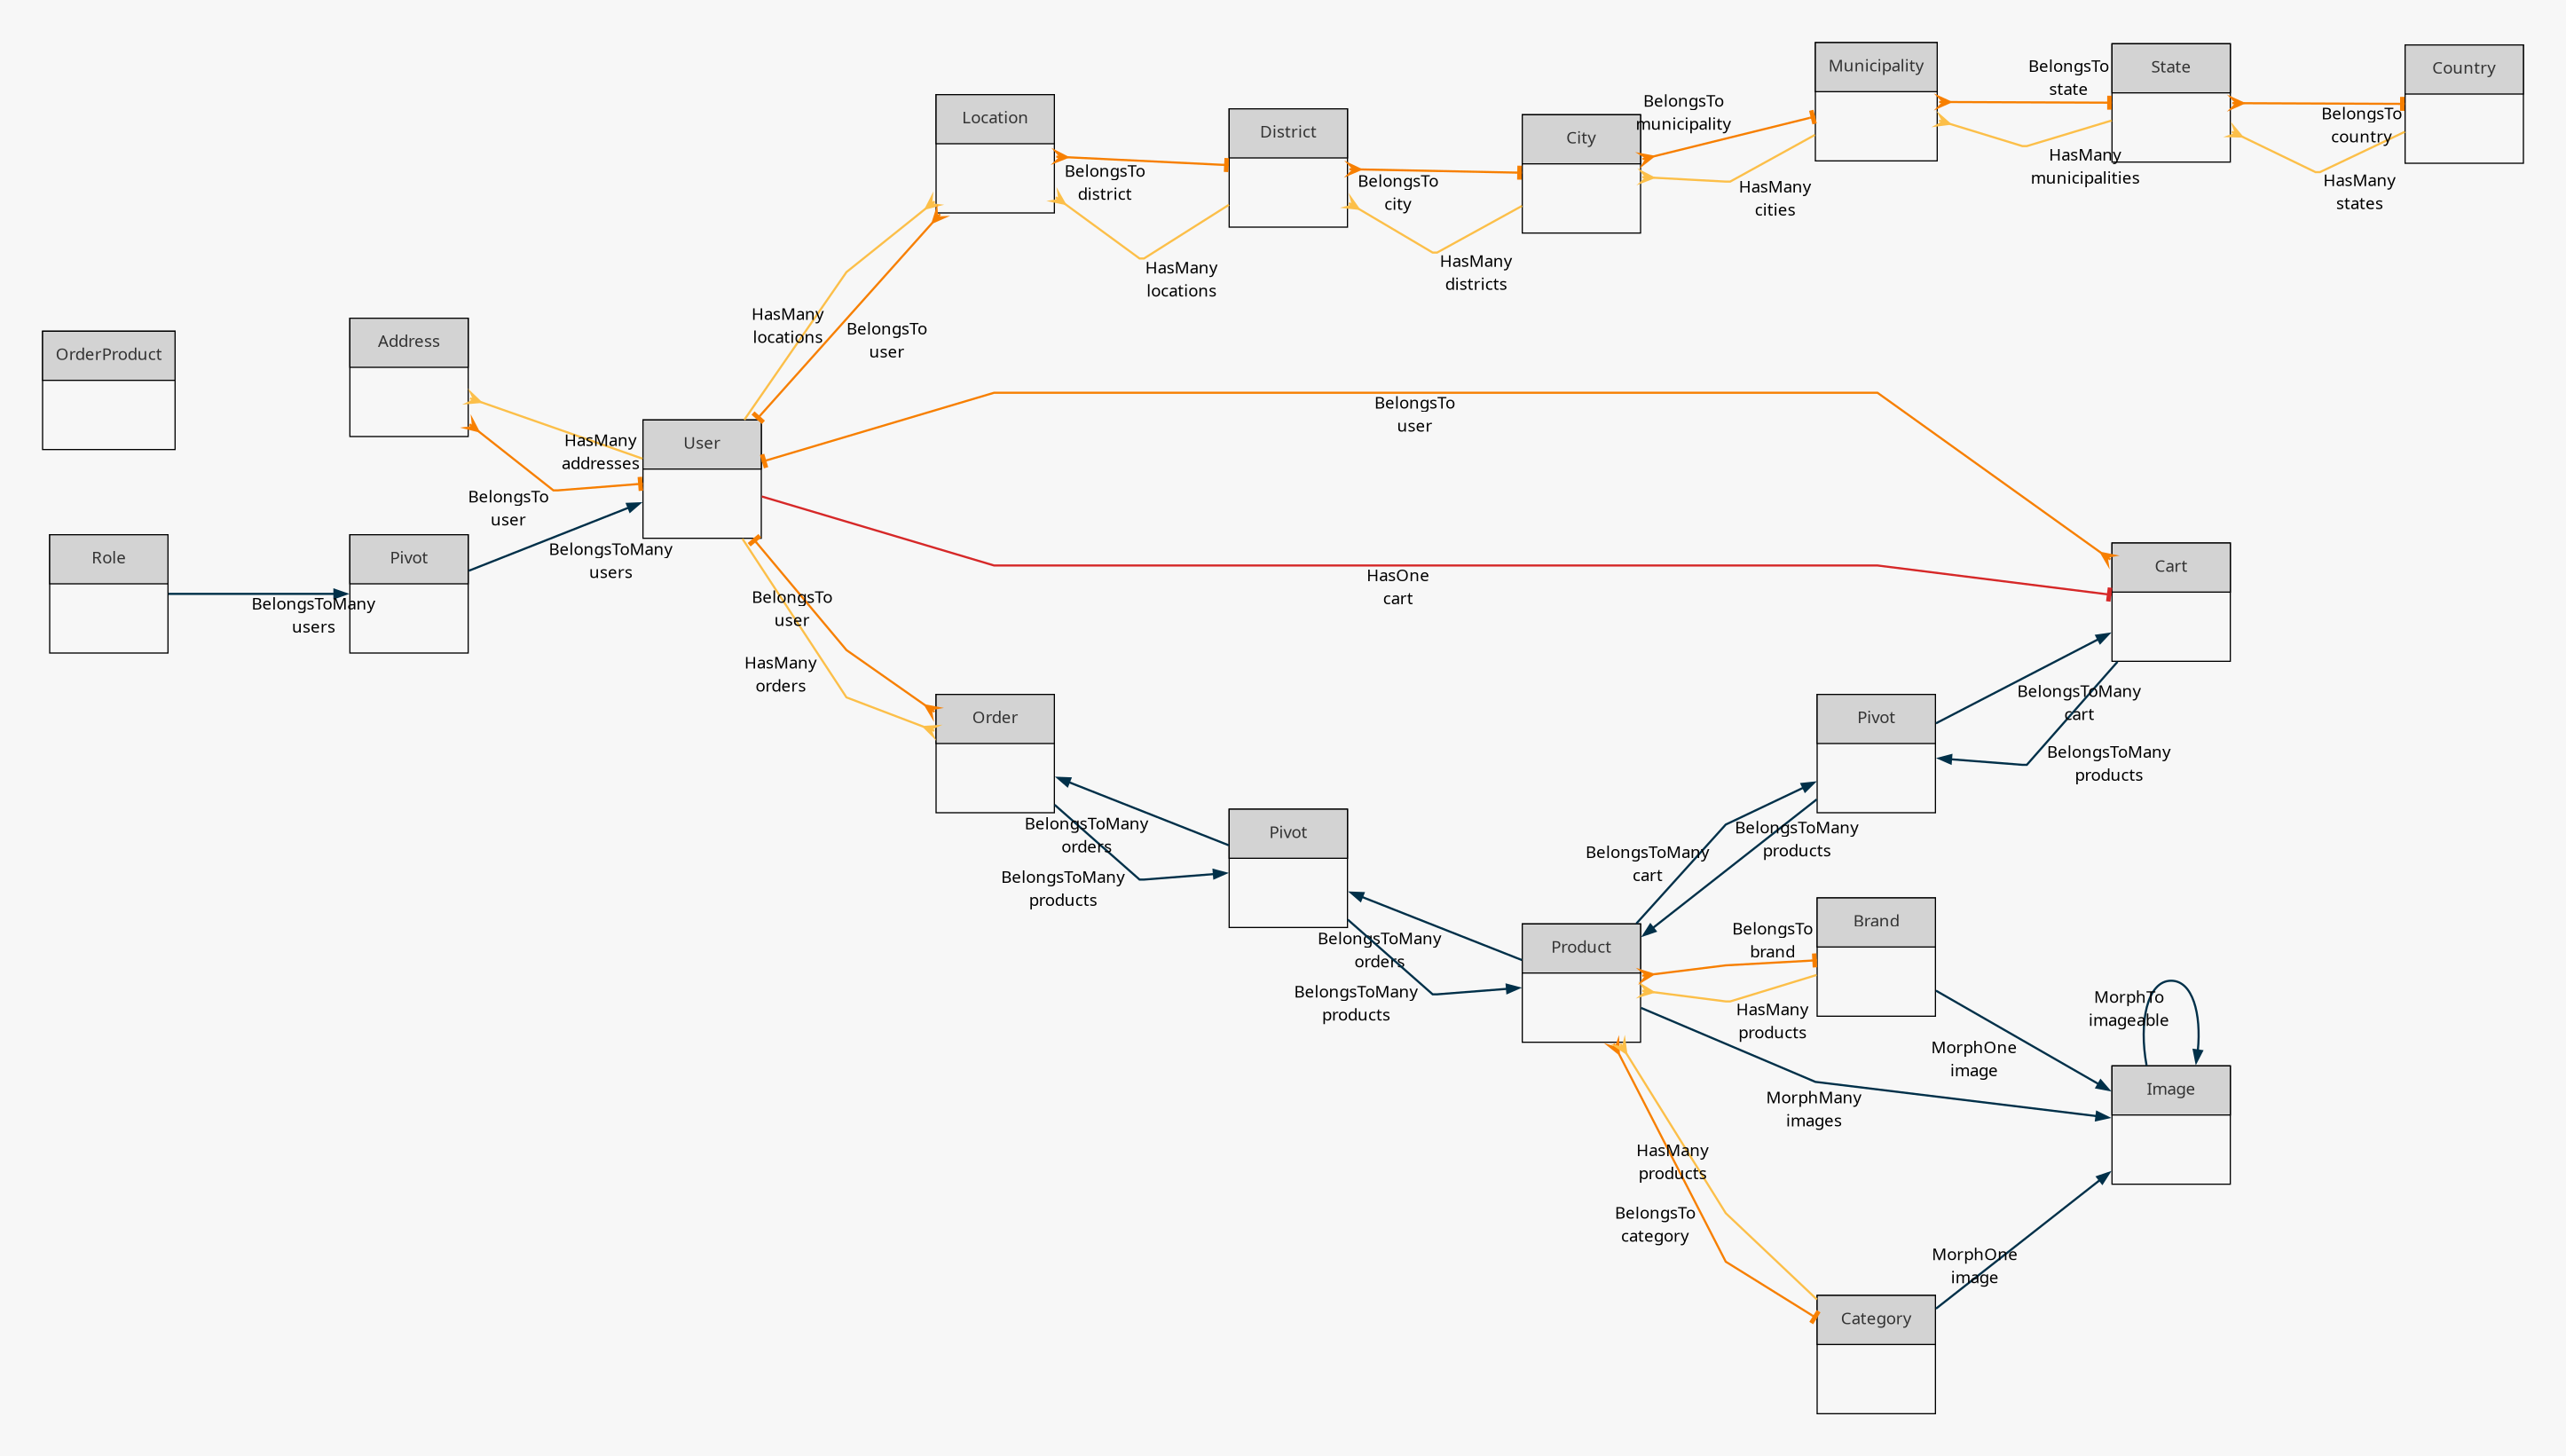 Municipality
State
Country
BelongsTo
state
BelongsTo
municipality
BelongsTo
country
Location
District
City
BelongsTo
district
BelongsTo
city
HasMany
cities
HasMany
municipalities
HasMany
states
HasMany
locations
HasMany
districts
HasMany
locations
BelongsTo
user
OrderProduct
Address
BelongsTo
user
HasMany
addresses
User
BelongsTo
user
Role
Pivot
BelongsToMany
users
BelongsToMany
users
HasOne
cart
Cart
BelongsTo
user
HasMany
orders
Order
Pivot
BelongsToMany
cart
BelongsToMany
products
BelongsToMany
orders
BelongsToMany
products
Pivot
BelongsToMany
cart
BelongsToMany
products
BelongsToMany
orders
BelongsToMany
products
Product
BelongsTo
brand
Brand
HasMany
products
MorphTo
imageable
MorphOne
image
Image
MorphMany
images
HasMany
products
BelongsTo
category
MorphOne
image
Category